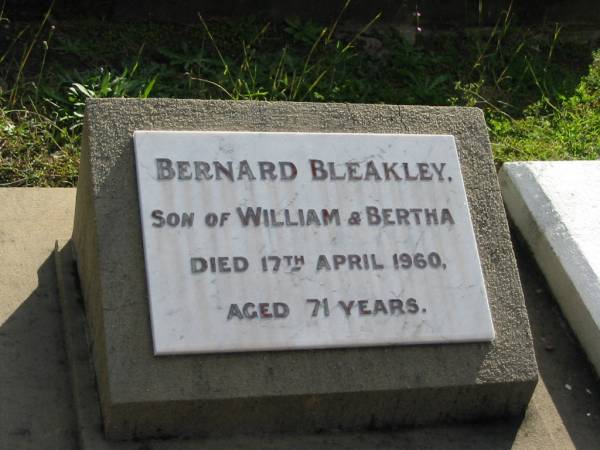 BERNARD BLEAKLEY,
SON OF WILLIAM & BERTHA
DIED 17TH APRIL 1960,
AGED 71 YEARS.